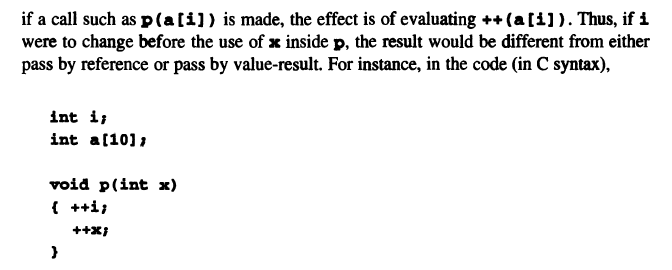 if a call such as p(a[i]) is made, the effect is of evaluating ++(a[i]). Thus, if i
were to change before the use of x inside p, the result would be different from either
pass by reference or pass by value-result. For instance, in the code (in C syntax),
int i;
int a[10];
void p(int x)
{ ++i;
++x;
}